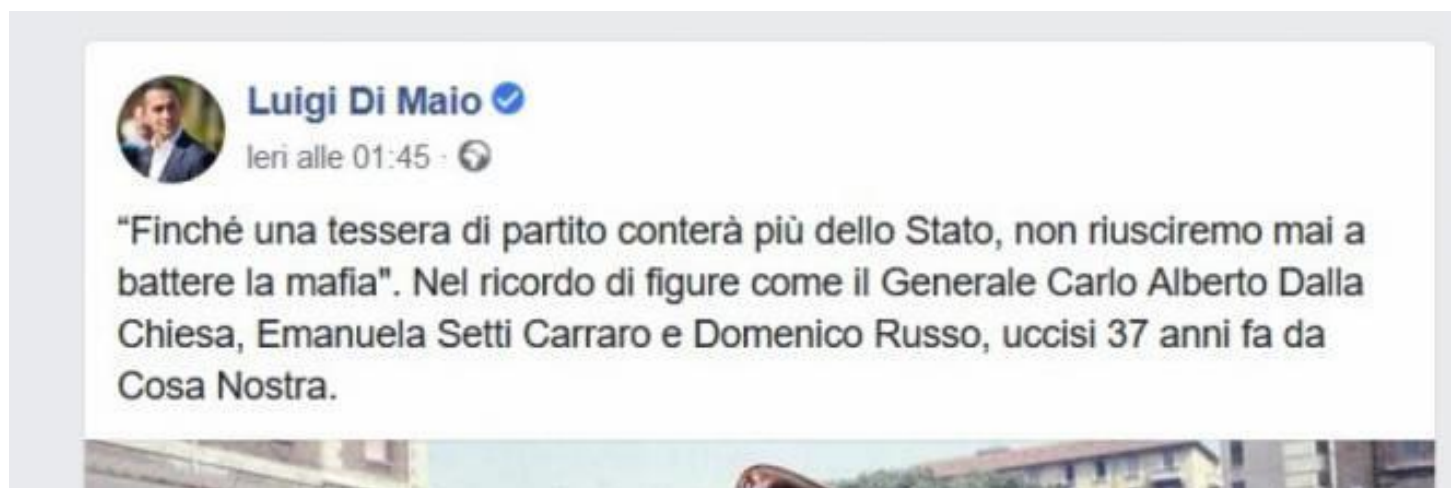 Luigi Di Maio
Ieri alle 01:45 ·
“Finché una tessera di partito conterà più dello Stato, non riusciremo mai a
battere la mafia". Nel ricordo di figure come il Generale Carlo Alberto Dalla
Chiesa, Emanuela Setti Carraro e Domenico Russo, uccisi 37 anni fa da
Cosa Nostra.